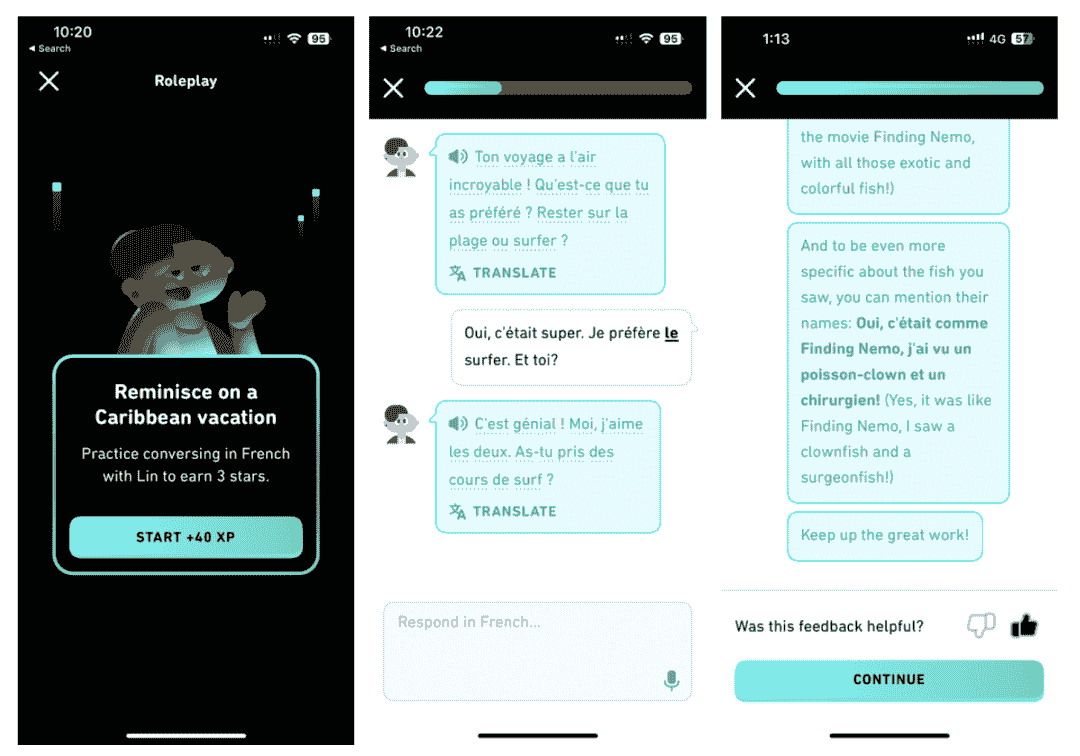 10:20
95
◄ Search
Roleplay
Reminisce on a
Caribbean vacation
Practice conversing in French
with Lin to earn 3 stars.
START +40 XP
10:22
95
◄ Search
Ton voyage a l'air
incroyable ! Qu'est-ce que tu
as préféré ? Rester sur la
plage ou surfer ?
TRANSLATE
Oui, c'était super. Je préfère le
surfer. Et toi?
C'est génial ! Moi, j'aime
les deux. As-tu pris des
cours de surf ?
TRANSLATE
Respond in French...
1:13
4G 57
the movie Finding Nemo,
with all those exotic and
colorful fish!)
And to be even more
specific about the fish you
saw, you can mention their
names: Oui, c'était comme
Finding Nemo, j'ai vu un
poisson-clown et un
chirurgien! (Yes, it was like
Finding Nemo, I saw a
clownfish and a
surgeonfish!)
Keep up the great work!
Was this feedback helpful?
CONTINUE